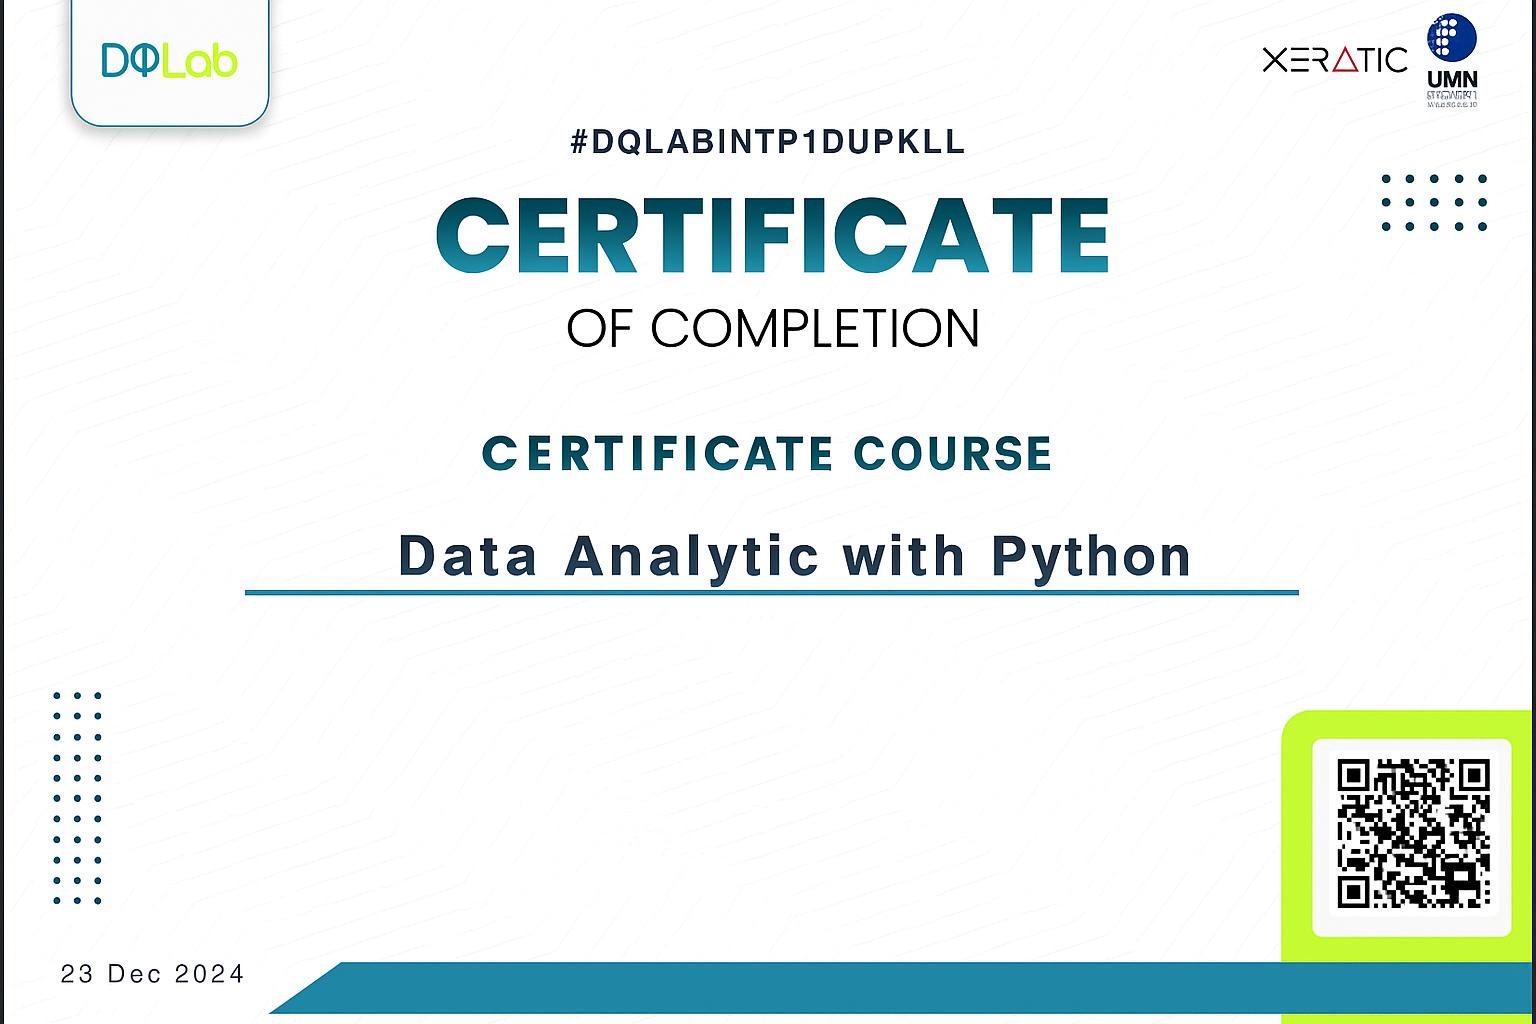 DQLab
XERATIC
UMN
#DQLABINTP1DUPKLL
CERTIFICATE
OF COMPLETION
CERTIFICATE COURSE
Data Analytic with Python
23 Dec 2024